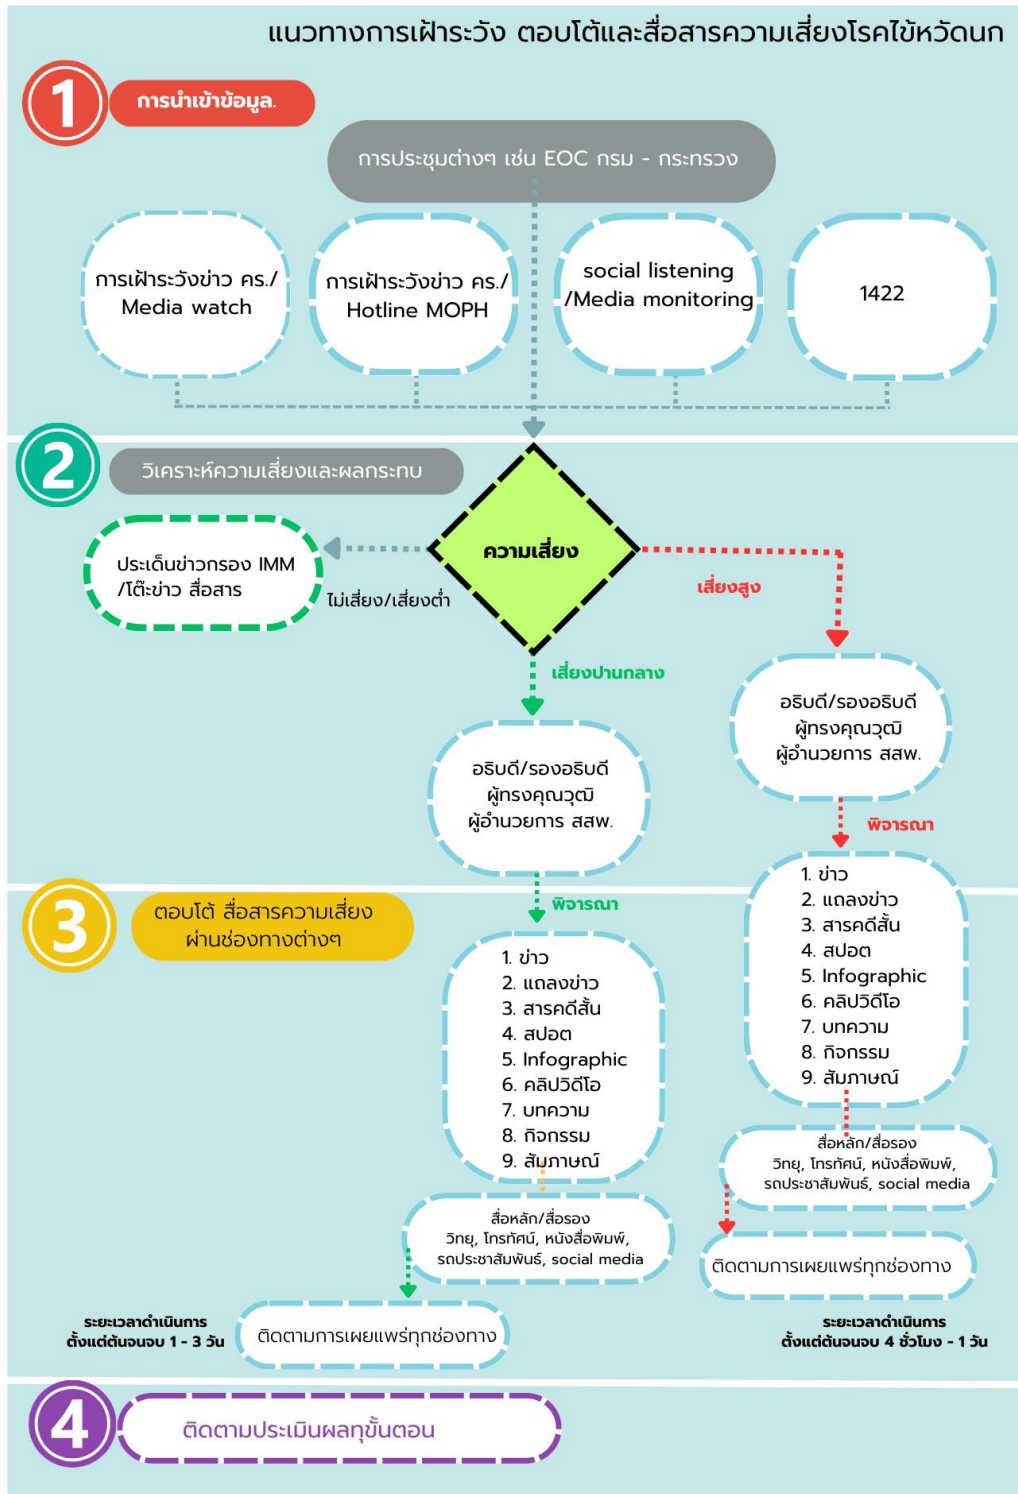 แนวทางการเฝ้าระวัง ตอบโต้และสื่อสารความเสี่ยงโรคไข้หวัดนก
1
การนำเข้าข้อมูล.
การประชุมต่างๆ เช่น EOC กรม - กระทรวง
การเฝ้าระวังข่าว คร./
Media watch
การเฝ้าระวังข่าว คร./
Hotline MOPH
social listening
/Media monitoring
1422
2
วิเคราะห์ความเสี่ยงและผลกระทบ
ความเสี่ยง
ประเด็นข่าวกรอง IMM
/โต๊ะข่าว สื่อสาร
ไม่เสี่ยง/เสี่ยงต่ำ
เสี่ยงสูง
เสี่ยงปานกลาง
อธิบดี/รองอธิบดี
ผู้ทรงคุณวุฒิ
ผู้อำนวยการ สสพ.
พิจารณา
อธิบดี/รองอธิบดี
ผู้ทรงคุณวุฒิ
ผู้อำนวยการ สสพ.
พิจารณา
3
ตอบโต้ สื่อสารความเสี่ยง
ผ่านช่องทางต่างๆ
1. ข่าว
2. แถลงข่าว
3. สารคดีสั้น
4. สปอต
5. Infographic
6. คลิปวิดีโอ
7. บทความ
8. กิจกรรม
9. สัมภาษณ์
สื่อหลัก/สื่อรอง
วิทยุ, โทรทัศน์, หนังสือพิมพ์,
รถประชาสัมพันธ์, social media
ติดตามการเผยแพร่ทุกช่องทาง
ระยะเวลาดำเนินการ
ตั้งแต่ต้นจนจบ 1 - 3 วัน
1. ข่าว
2. แถลงข่าว
3. สารคดีสั้น
4. สปอต
5. Infographic
6. คลิปวิดีโอ
7. บทความ
8. กิจกรรม
9. สัมภาษณ์
สื่อหลัก/สื่อรอง
วิทยุ, โทรทัศน์, หนังสือพิมพ์,
รถประชาสัมพันธ์, social media
ติดตามการเผยแพร่ทุกช่องทาง
ระยะเวลาดำเนินการ
ตั้งแต่ต้นจนจบ 4 ชั่วโมง - 1 วัน
4
ติดตามประเมินผลทุขั้นตอน